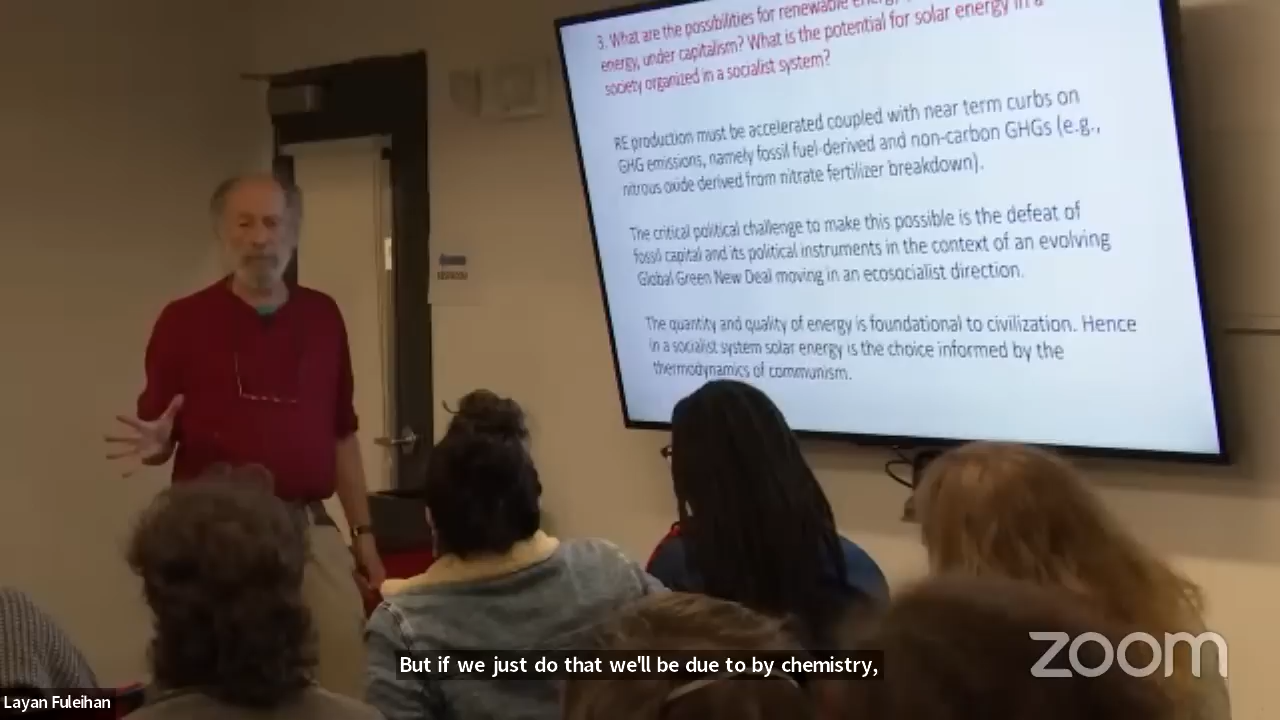 3. What are the possibilities for renewable
energy, under capitalism? What is the potential for solar energy in a
society organized in a socialist system?
RE production must be accelerated coupled with near term curbs on
GHG emissions, namely fossil fuel-derived and non-carbon GHGs (e.g.,
nitrous oxide derived from nitrate fertilizer breakdown).
The critical political challenge to make this possible is the defeat of
fossil capital and its political instruments in the context of an evolving
Global Green New Deal moving in an ecosocialist direction.
The quantity and quality of energy is foundational to civilization. Hence
in a socialist system solar energy is the choice informed by the
thermodynamics of communism.
But if we just do that we'll be due to by chemistry,
zoom
Layan Fuleihan